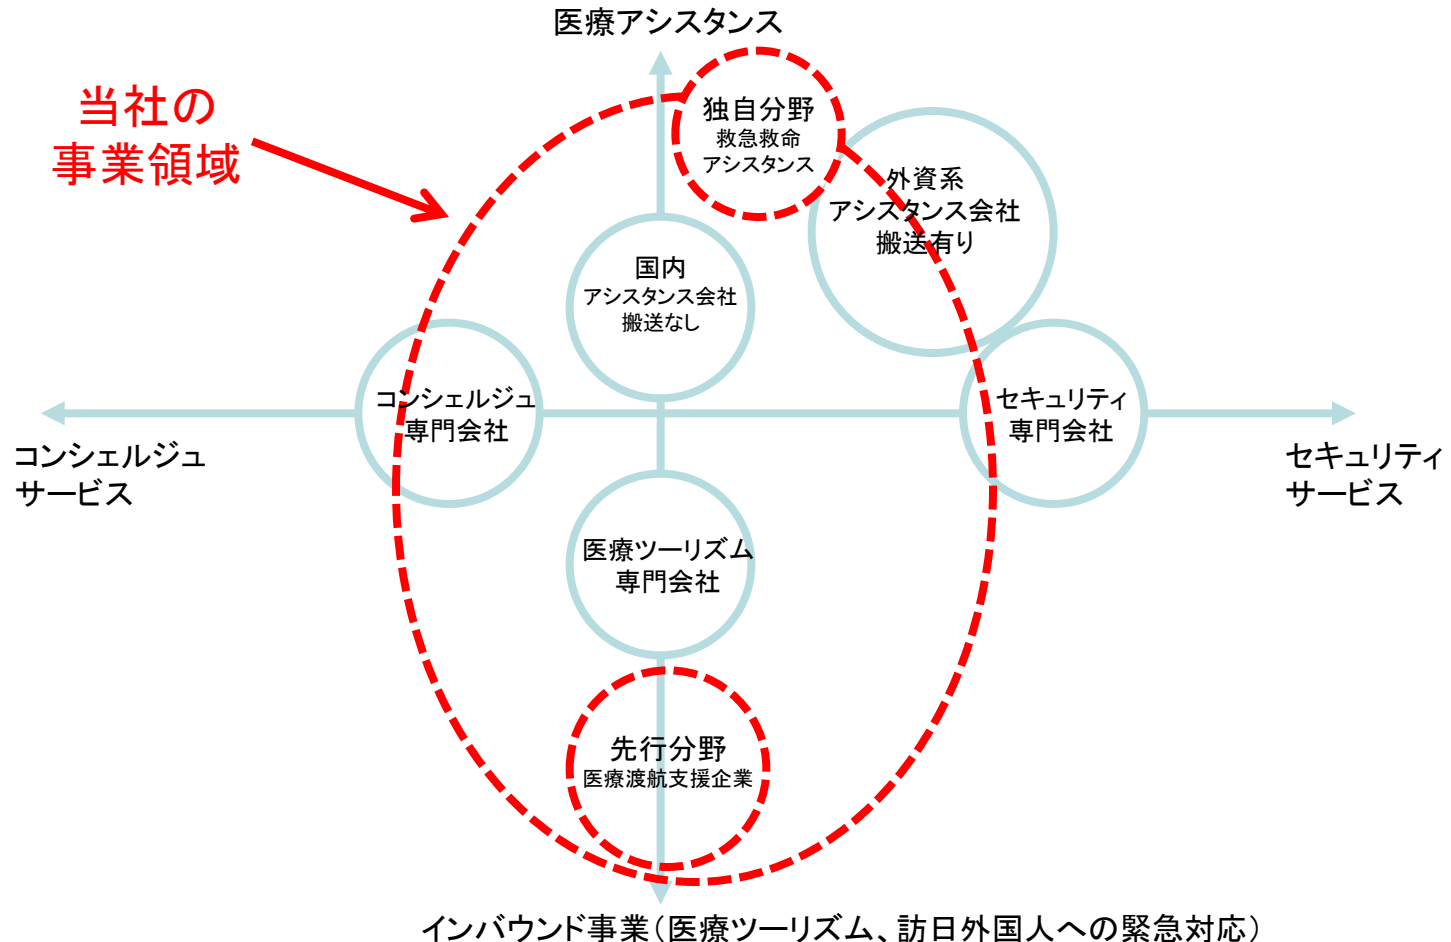 医療アシスタンス
当社の
事業領域
独自分野
救急救命
アシスタンス
外資系
アシスタンス会社
搬送有り
国内
アシスタンス会社
搬送なし
コンシェルジュ
専門会社
セキュリティ
専門会社
コンシェルジュ
サービス
セキュリティ
サービス
医療ツーリズム
専門会社
先行分野
医療渡航支援企業
インバウンド事業（医療ツーリズム、訪日外国人への緊急対応）